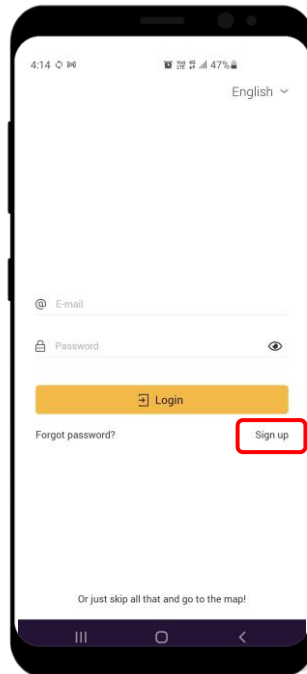 4:14 47%
English
E-mail
Password
Login
Forgot password? Sign up
Or just skip all that and go to the map!